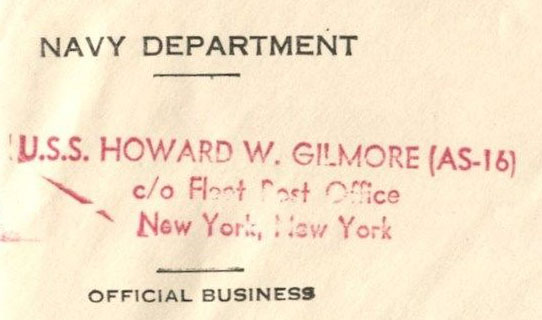 NAVY DEPARTMENT
U.S.S. HOWARD W. GILMORE (AS-16)
c/o Fleet Post Office
New York, New York
OFFICIAL BUSINESS